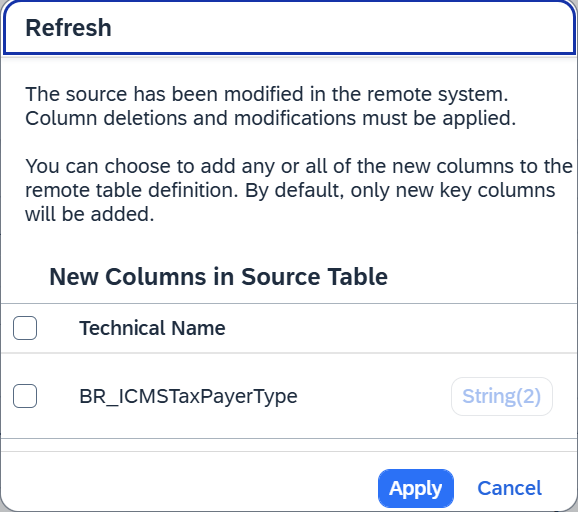 Refresh
The source has been modified in the remote system.
Column deletions and modifications must be applied.
You can choose to add any or all of the new columns to the
remote table definition. By default, only new key columns
will be added.
New Columns in Source Table
Technical Name
BR_ICMSTaxPayerType String(2)
Apply Cancel